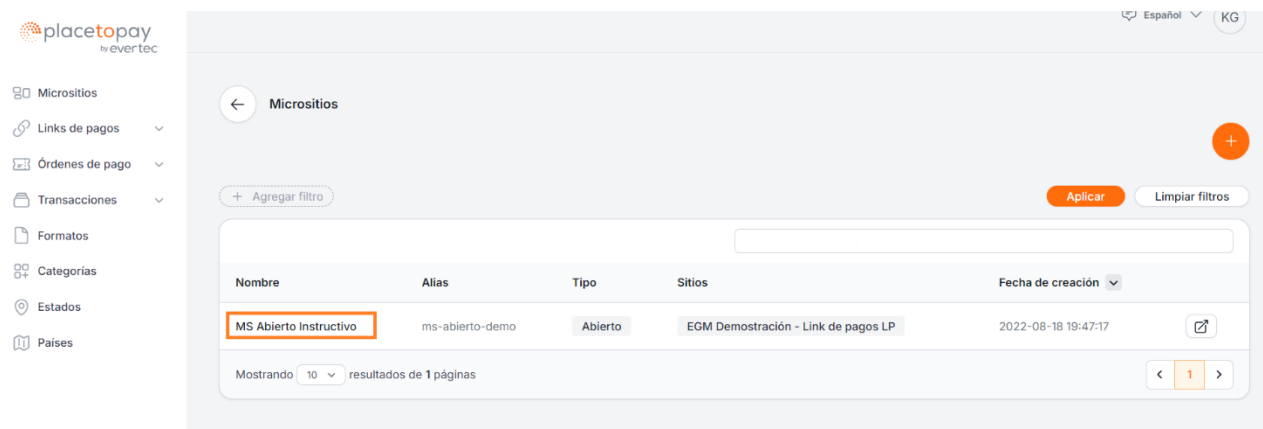 placetopay
by evertec
Español
KG
Micrositios
Links de pagos
Órdenes de pago
Transacciones
Formatos
Categorías
Estados
Países
Micrositios
+ Agregar filtro
Aplicar
Limpiar filtros
Nombre Alias Tipo Sitios Fecha de creación
MS Abierto Instructivo ms-abierto-demo Abierto EGM Demostración - Link de pagos LP 2022-08-18 19:47:17
Mostrando 10 resultados de 1 páginas
1